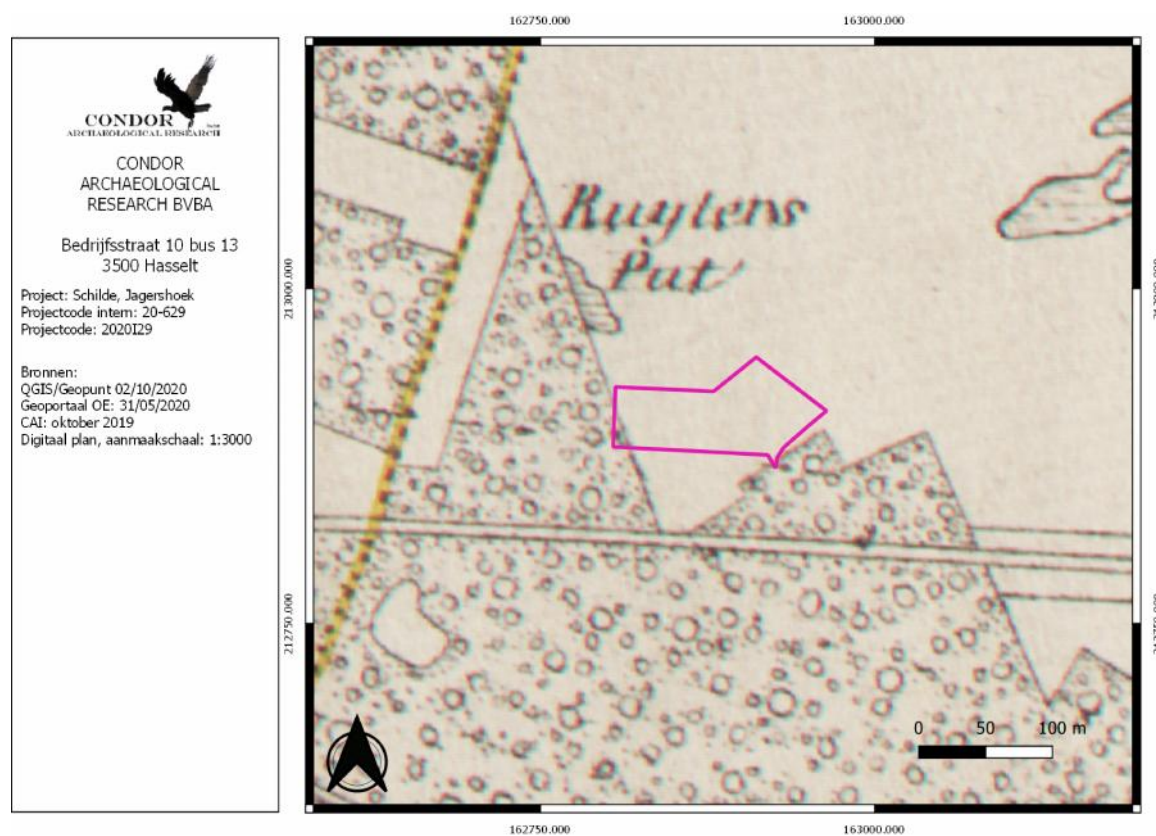 162750.000
163000.000
CONDOR
ARCHAEOLOGICAL RESEARCH
CONDOR
ARCHAEOLOGICAL
RESEARCH BVBA
Bedrijfsstraat 10 bus 13
3500 Hasselt
Project: Schilde, Jagershoek
Projectcode intern: 20-629
Projectcode: 2020I29
Bronnen:
QGIS/Geopunt 02/10/2020
Geoportaal OE: 31/05/2020
CAI: oktober 2019
Digitaal plan, aanmaakschaal: 1:3000
Ruytens
Put
213000.000
212750.000
0 50 100 m
162750.000
163000.000